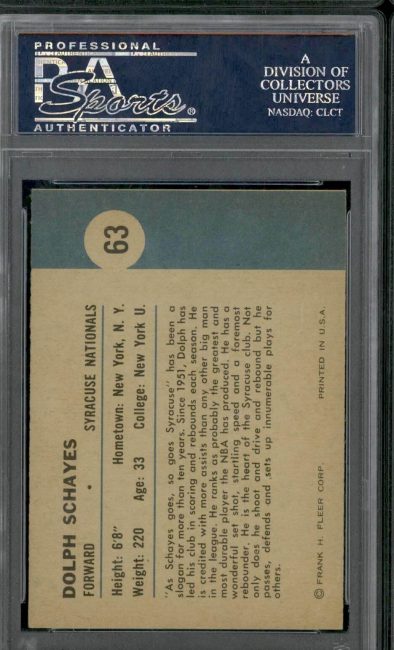 PROFESSIONAL
PSA
Sports®
AUTHENTICATOR
A
DIVISION OF
COLLECTORS
UNIVERSE
NASDAQ: CLCT
63
DOLPH SCHAYES
FORWARD • SYRACUSE NATIONALS
Height: 6'8" Hometown: New York, N. Y.
Weight: 220 Age: 33 College: New York U.
"As Schayes goes, so goes Syracuse" has been a
slogan for more than ten years. Since 1951, Dolph has
led his club in scoring and rebounds each season. He
is credited with more assists than any other big man
in the league. He ranks as probably the greatest and
most durable player the NBA has produced. He has a
wonderful set shot, startling speed and a foremost
rebounder. He is the heart of the Syracuse club. Not
only does he shoot and drive and rebound but he
passes, defends and sets up innumerable plays for
others.
© FRANK H. FLEER CORP. PRINTED IN U.S.A.